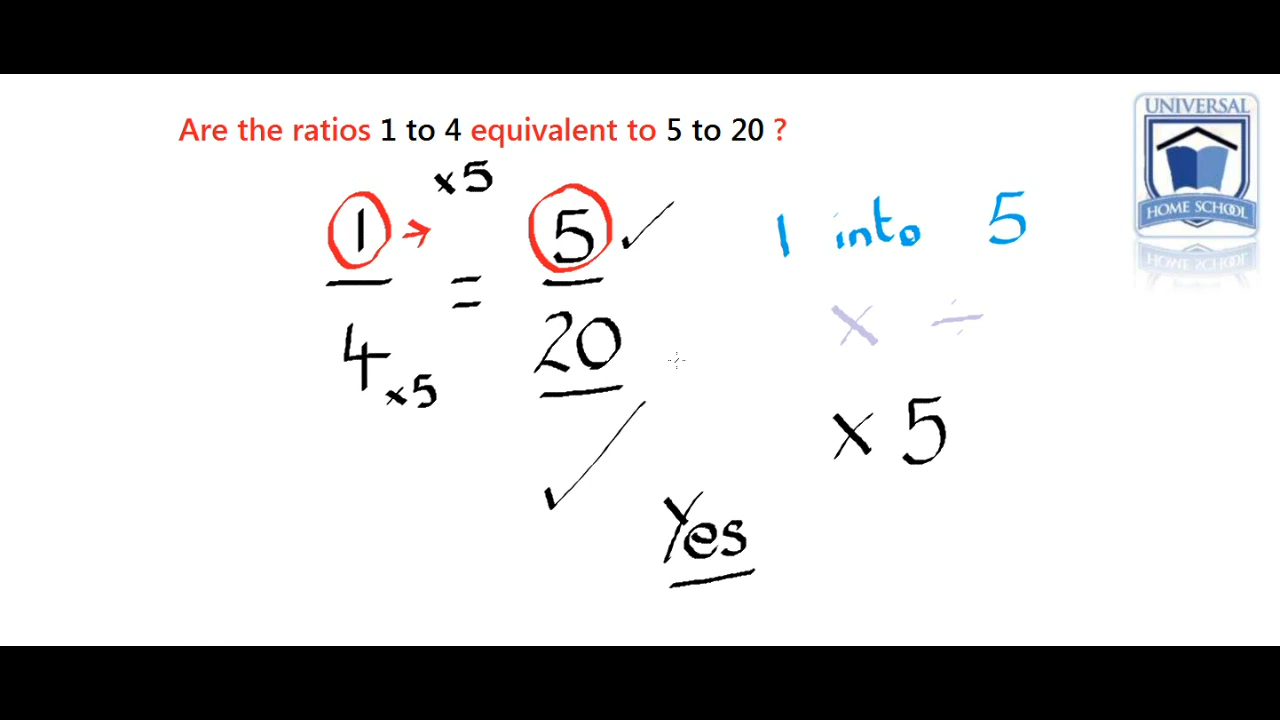 Are the ratios 1 to 4 equivalent to 5 to 20 ?
×5
1 → 5 ✓
=
4 ×5 20
✓
Yes
1 into 5
× ÷
× 5
UNIVERSAL
HOME SCHOOL